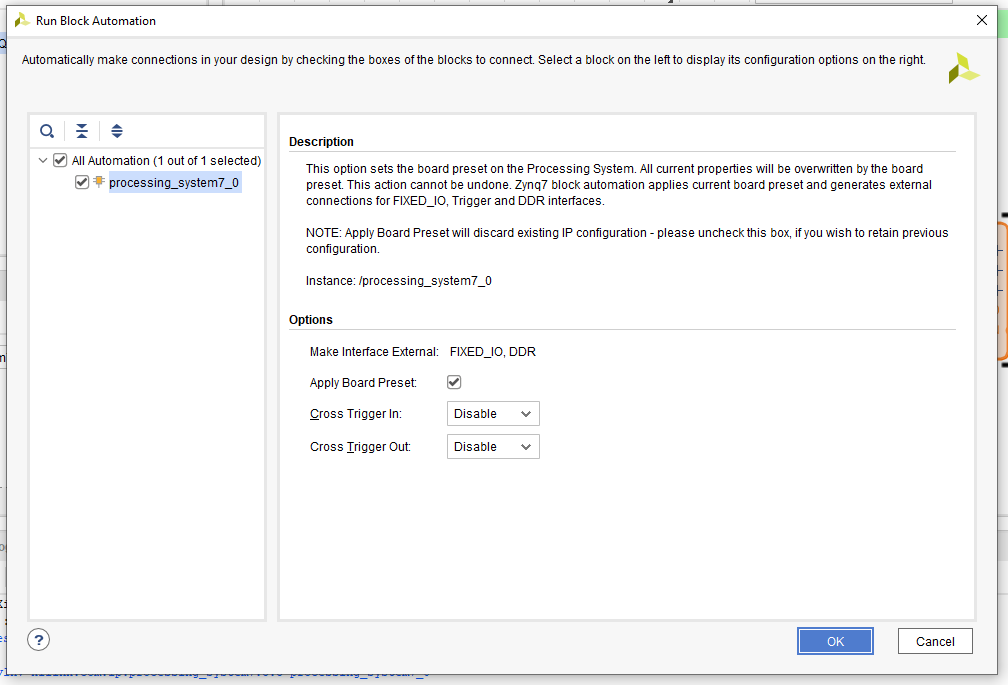 Run Block Automation
Automatically make connections in your design by checking the boxes of the blocks to connect. Select a block on the left to display its configuration options on the right.
All Automation (1 out of 1 selected)
processing_system7_0
Description
This option sets the board preset on the Processing System. All current properties will be overwritten by the board
preset. This action cannot be undone. Zynq7 block automation applies current board preset and generates external
connections for FIXED_IO, Trigger and DDR interfaces.
NOTE: Apply Board Preset will discard existing IP configuration - please uncheck this box, if you wish to retain previous
configuration.
Instance: /processing_system7_0
Options
Make Interface External: FIXED_IO, DDR
Apply Board Preset:
Cross Trigger In: Disable
Cross Trigger Out: Disable
?
OK
Cancel